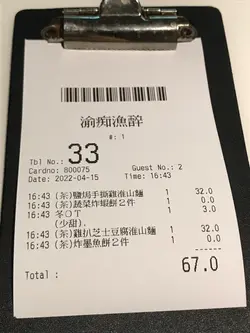 渝痴漁醉
#: 1
Tbl No.: 33
Cardno: 800075
Guest No.: 2
Date: 2022-04-15
Time: 16:43
16:43 (茶)鹽焗手撕雞淮山麵 1 32.0
16:43 (茶)蔬菜炸蝦餅2件 1 0.0
16:43 冬OT 1 3.0
(少甜)
16:43 (茶)雞扒芝士豆腐淮山麵 1 32.0
16:43 (茶)炸墨魚餅2件 1 0.0
Total : 67.0